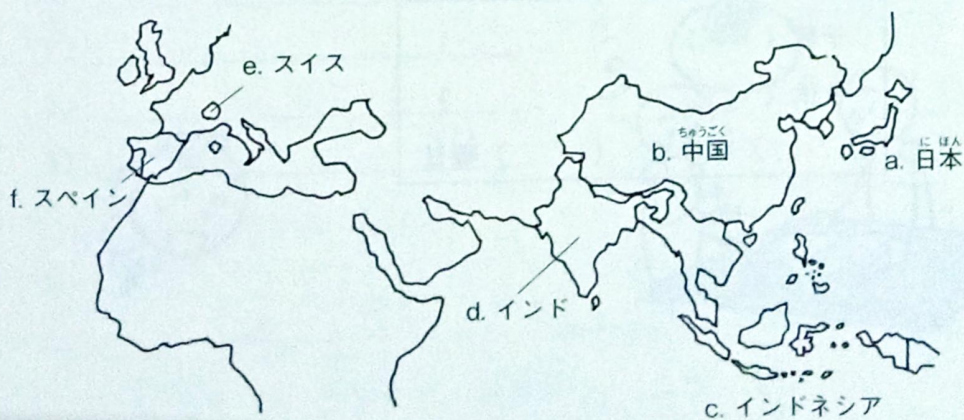 e. スイス
ちゅうごく
b. 中国
にほん
a. 日本
f. スペイン
d. インド
c. インドネシア